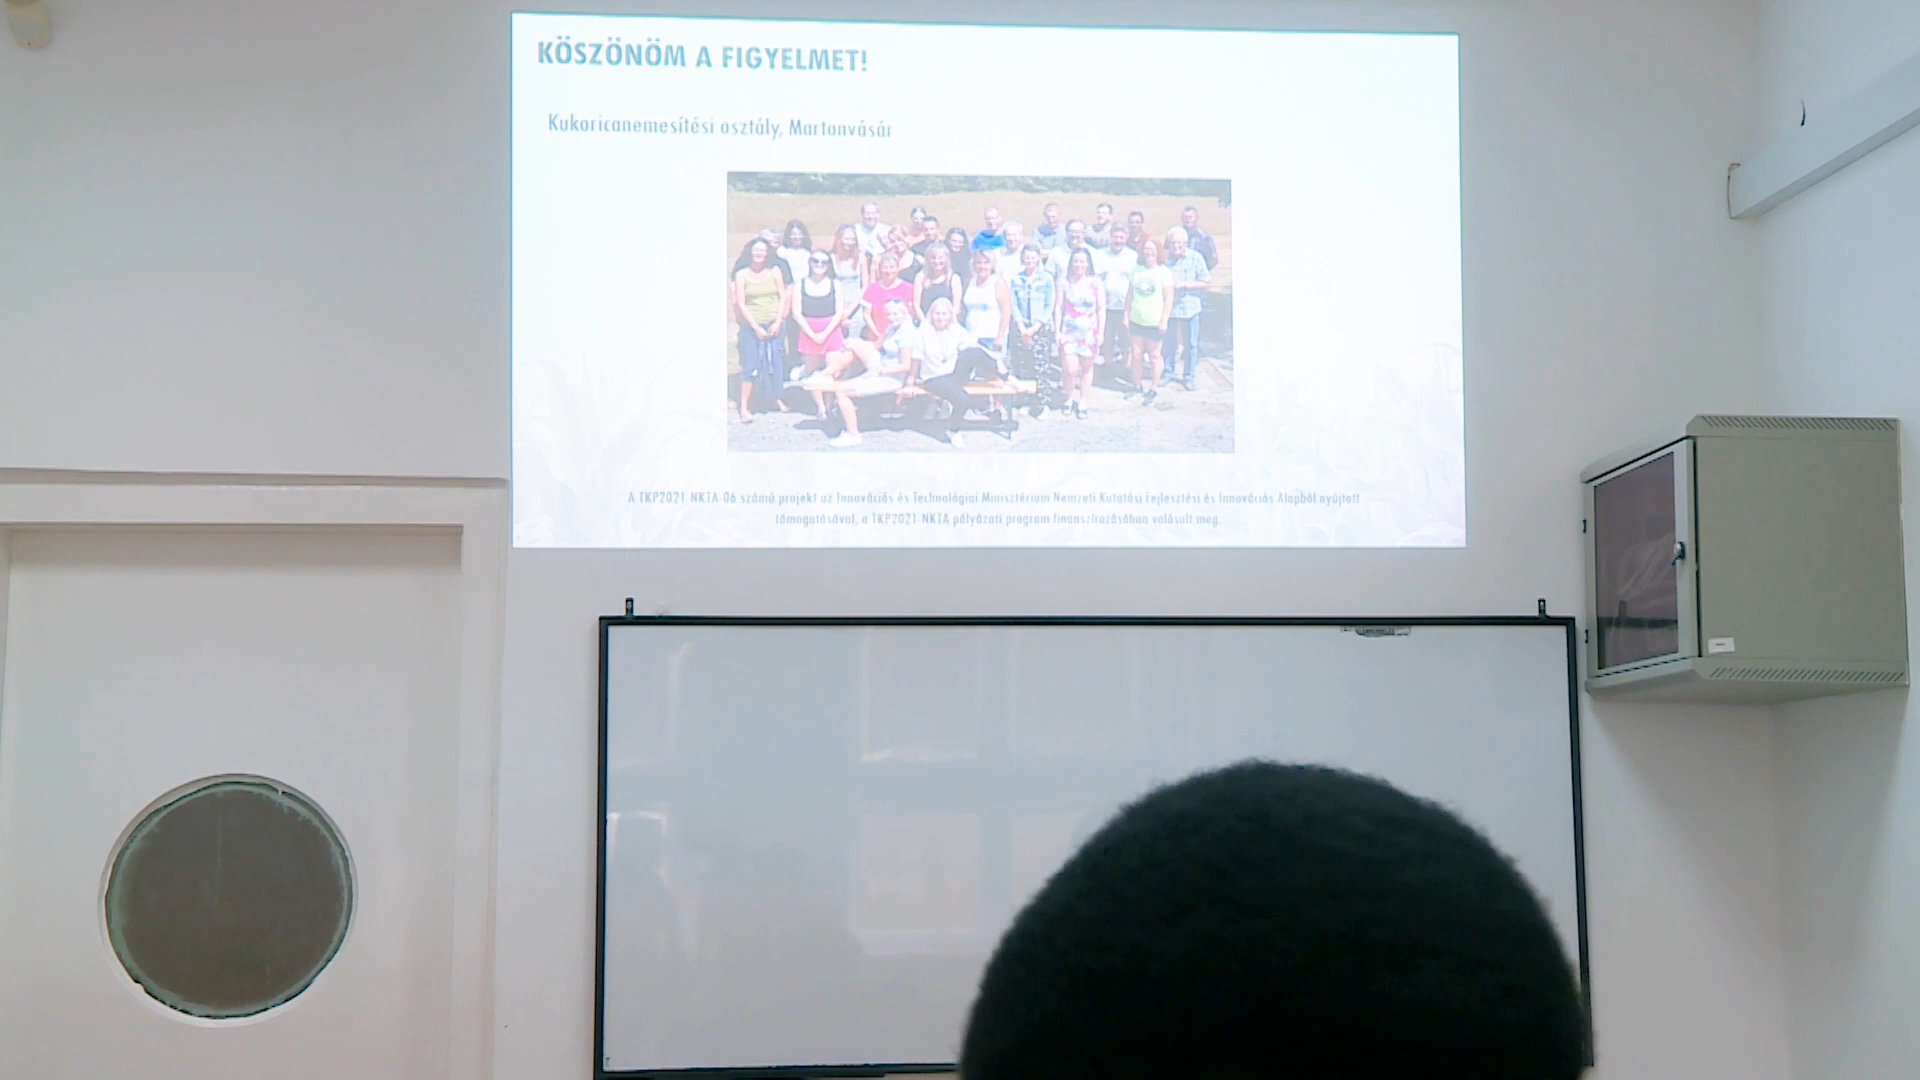 KÖSZÖNÖM A FIGYELMET!
Kukoricanemesítési osztály, Martonvásár
A TKP2021-NKTA-06 számú projekt az Innovációs és Technológiai Minisztérium Nemzeti Kutatási Fejlesztési és Innovációs Alapból nyújtott
támogatásával, a TKP2021-NKTA pályázati program finanszírozásában valósult meg.